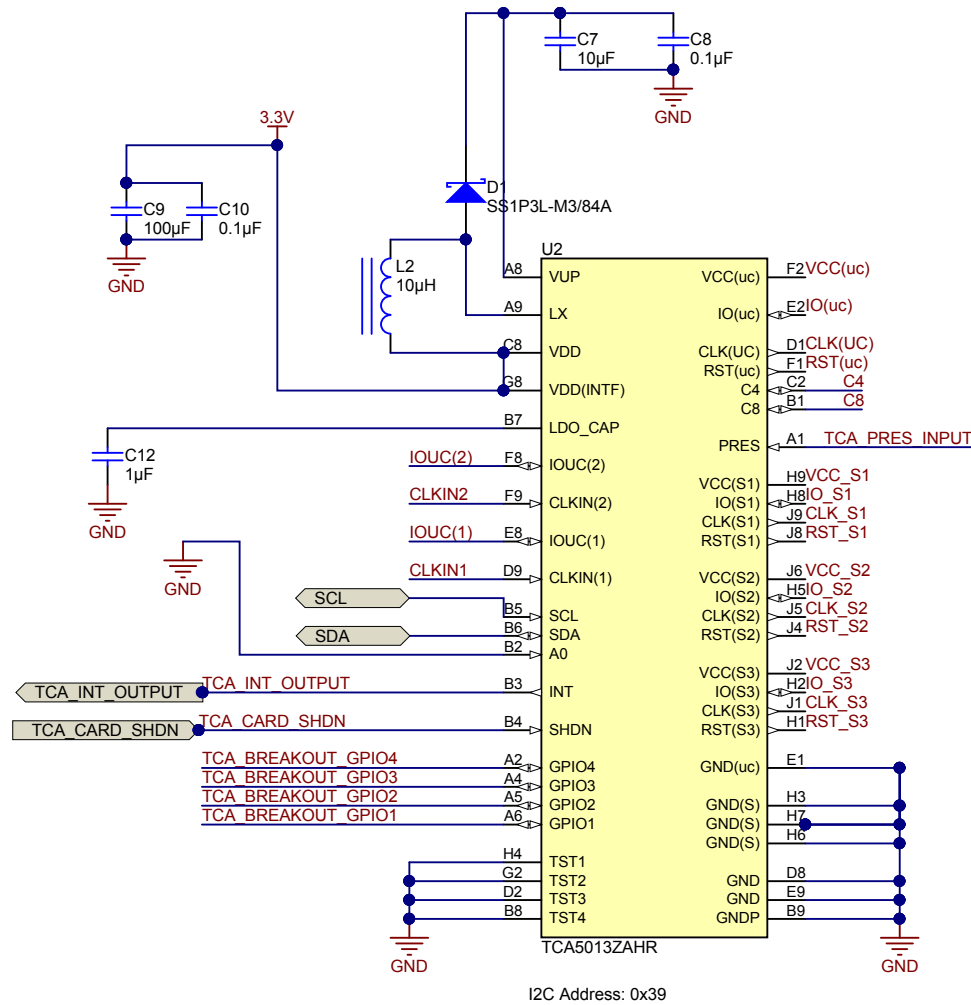 C7
10µF
C8
0.1µF
GND
3.3V
C9
100µF
C10
0.1µF
GND
D1
SS1P3L-M3/84A
L2
10µH
U2
A8 VUP
VCC(uc) F2 VCC(uc)
A9 LX
IO(uc) E2 IO(uc)
C8 VDD
CLK(UC) D1 CLK(UC)
RST(uc) F1 RST(uc)
G8 VDD(INTF)
C4 C2 C4
C8 B1 C8
B7 LDO_CAP
PRES A1 TCA_PRES_INPUT
C12
1µF
GND
IOUC(2) F8 IOUC(2)
VCC(S1) H9 VCC_S1
CLKIN2 F9 CLKIN(2)
IO(S1) H8 IO_S1
CLK(S1) J9 CLK_S1
IOUC(1) E8 IOUC(1)
RST(S1) J8 RST_S1
GND
CLKIN1 D9 CLKIN(1)
VCC(S2) J6 VCC_S2
IO(S2) H5 IO_S2
SCL B5 SCL
CLK(S2) J5 CLK_S2
SDA B6 SDA
RST(S2) J4 RST_S2
B2 A0
VCC(S3) J2 VCC_S3
TCA_INT_OUTPUT TCA_INT_OUTPUT B3 INT
IO(S3) H2 IO_S3
CLK(S3) J1 CLK_S3
TCA_CARD_SHDN TCA_CARD_SHDN B4 SHDN
RST(S3) H1 RST_S3
TCA_BREAKOUT_GPIO4 A2 GPIO4
GND(uc) E1
TCA_BREAKOUT_GPIO3 A4 GPIO3
TCA_BREAKOUT_GPIO2 A5 GPIO2
GND(S) H3
TCA_BREAKOUT_GPIO1 A6 GPIO1
GND(S) H7
GND(S) H6
H4 TST1
G2 TST2
GND D8
D2 TST3
GND E9
B8 TST4
GNDP B9
GND
TCA5013ZAHR
GND
I2C Address: 0x39